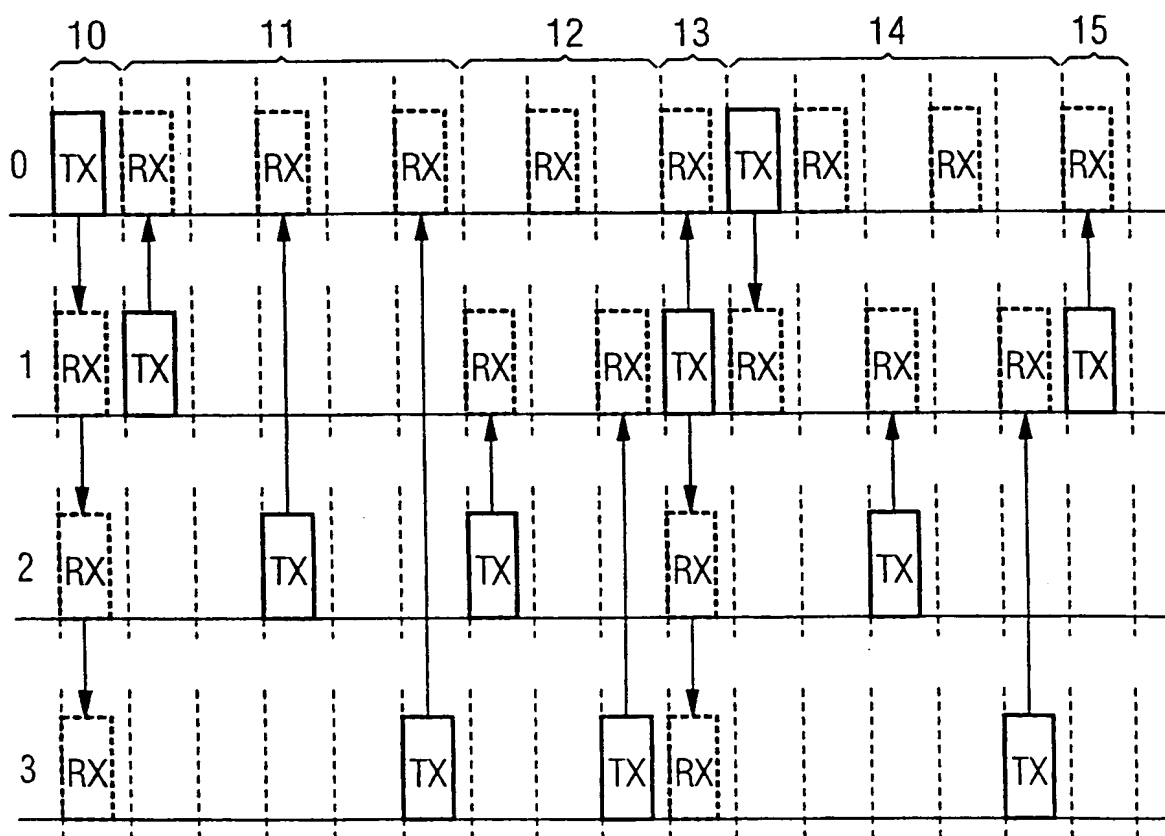 10 11 12 13 14 15
0 TX RX RX RX RX RX TX RX RX RX
1 RX TX RX RX TX RX RX RX TX
2 RX TX TX RX TX
3 RX TX TX RX TX